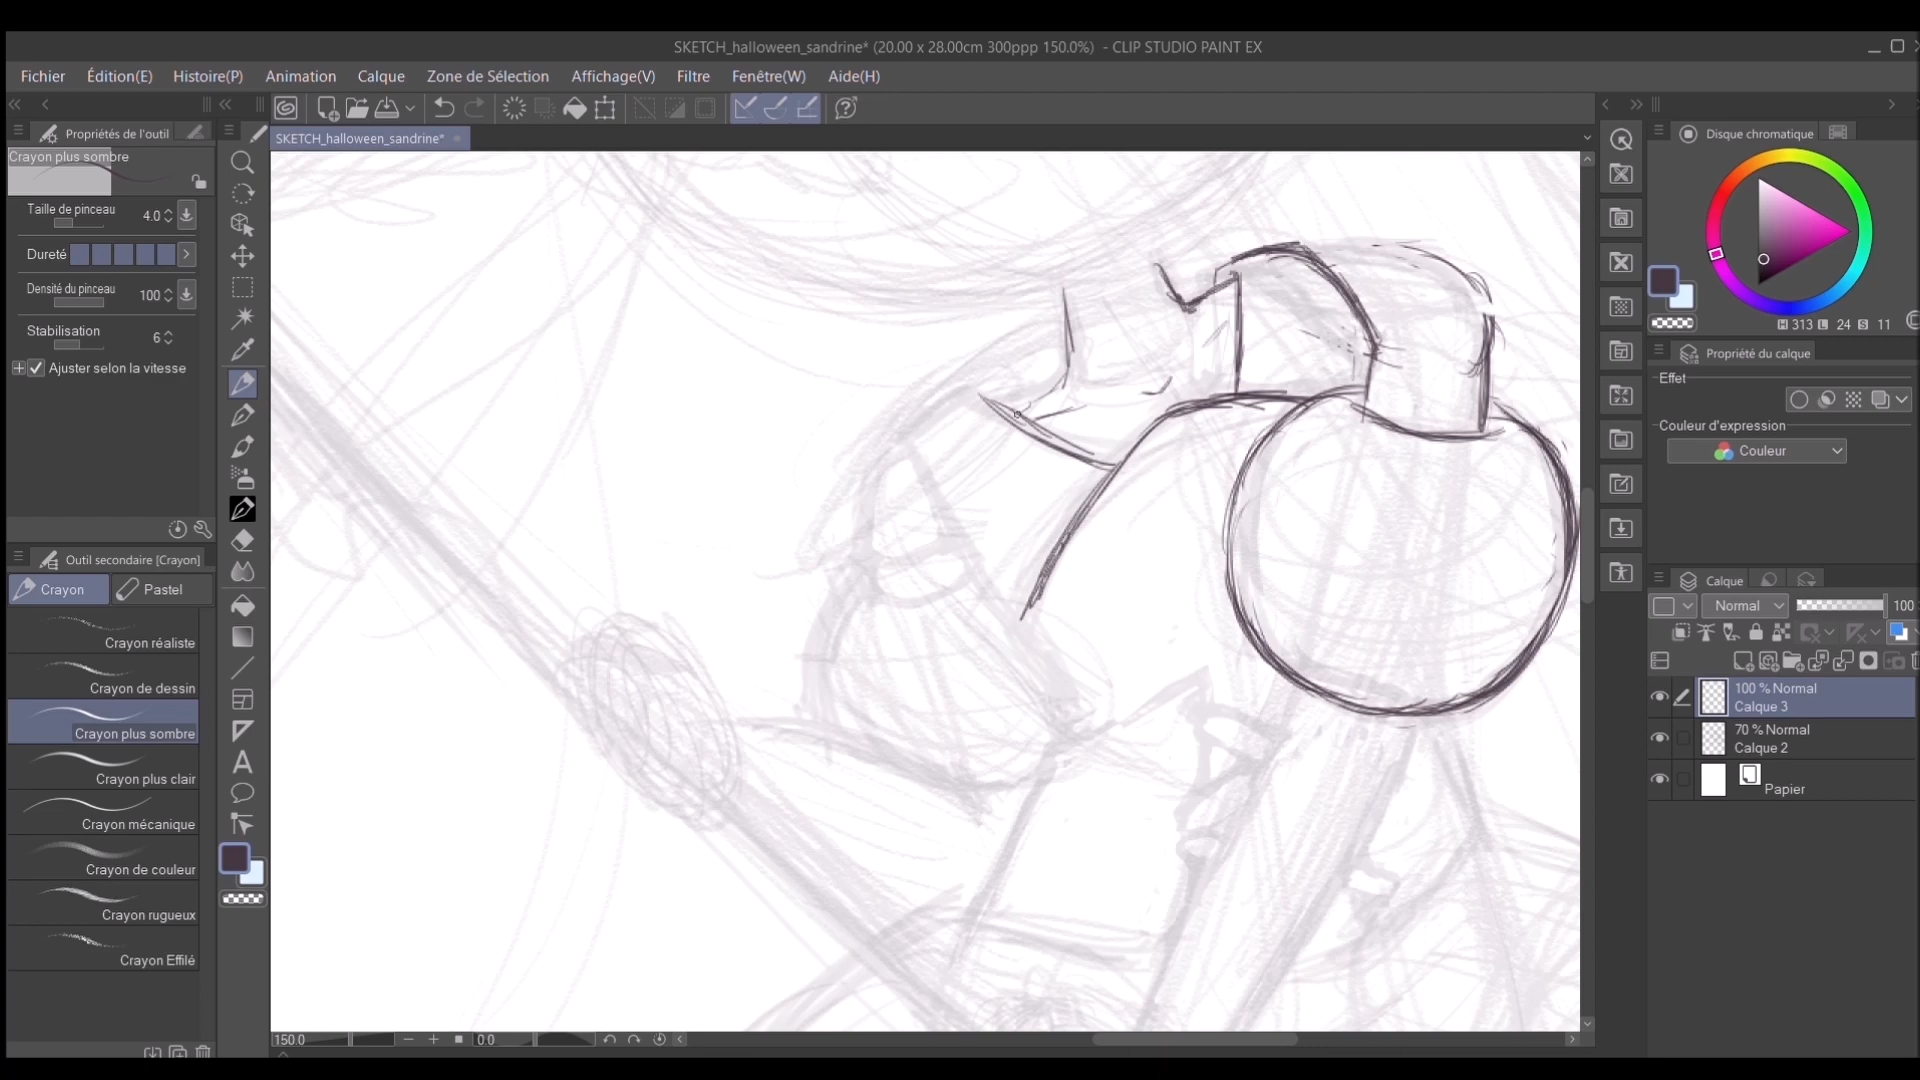 SKETCH_halloween_sandrine* (20.00 x 28.00cm 300ppp 150.0%) - CLIP STUDIO PAINT EX
Fichier Édition(E) Histoire(P) Animation Calque Zone de Sélection Affichage(V) Filtre Fenêtre(W) Aide(H)
Propriétés de l'outil
SKETCH_halloween_sandrine*
Crayon plus sombre
Taille de pinceau 4.0
Dureté
Densité du pinceau 100
Stabilisation 6
Ajuster selon la vitesse
Outil secondaire [Crayon]
Crayon Pastel
Crayon réaliste
Crayon de dessin
Crayon plus sombre
Crayon plus clair
Crayon mécanique
Crayon de couleur
Crayon rugueux
Crayon Effilé
150.0 0.0
Disque chromatique
H 313 L 24 S 11
Propriété du calque
Effet
Couleur d'expression
Couleur
Calque
Normal 100
100 % Normal
Calque 3
70 % Normal
Calque 2
Papier